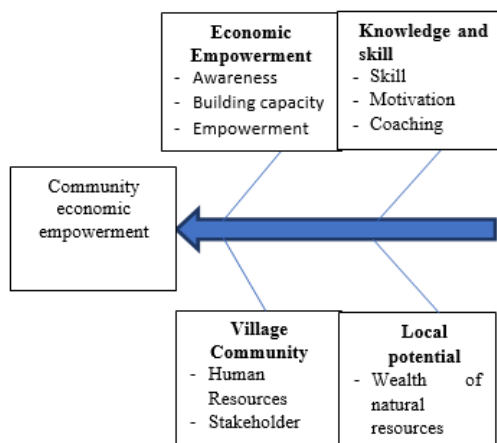 Economic
Empowerment
- Awareness
- Building capacity
- Empowerment
Knowledge and
skill
- Skill
- Motivation
- Coaching
Community
economic
empowerment
Village
Community
- Human
Resources
- Stakeholder
Local
potential
- Wealth of
natural
resources